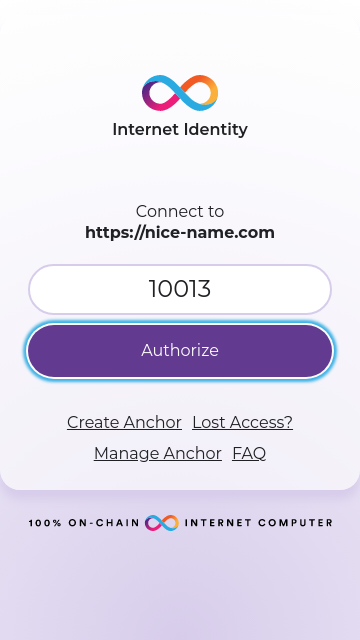 Internet Identity
Connect to
https://nice-name.com
10013
Authorize
Create Anchor Lost Access?
Manage Anchor FAQ
100% ON-CHAIN INTERNET COMPUTER